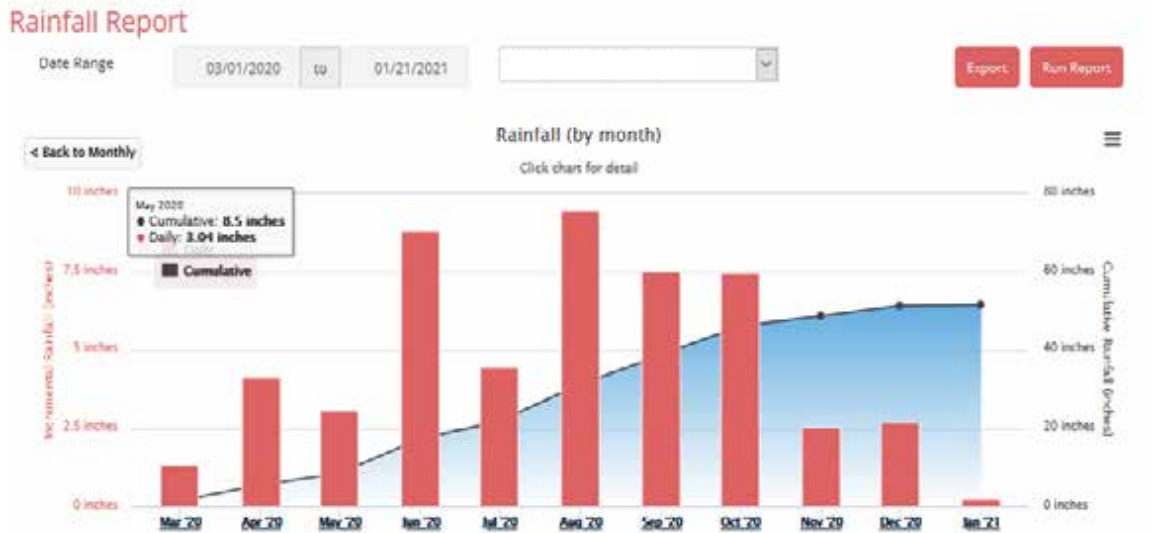 Rainfall Report
Date Range 03/01/2020 to 01/21/2021 Export Run Report
Rainfall (by month)
< Back to Monthly
Click chart for detail
10 inches
80 inches
May 2020
Cumulative: 8.5 inches
Daily: 3.04 inches
Cumulative
7.5 inches
60 inches
5 inches
40 inches
2.5 inches
20 inches
0 inches
0 inches
Incremental Rainfall (inches)
Cumulative Rainfall (inches)
Mar '20 Apr '20 May '20 Jun '20 Jul '20 Aug '20 Sep '20 Oct '20 Nov '20 Dec '20 Jan '21